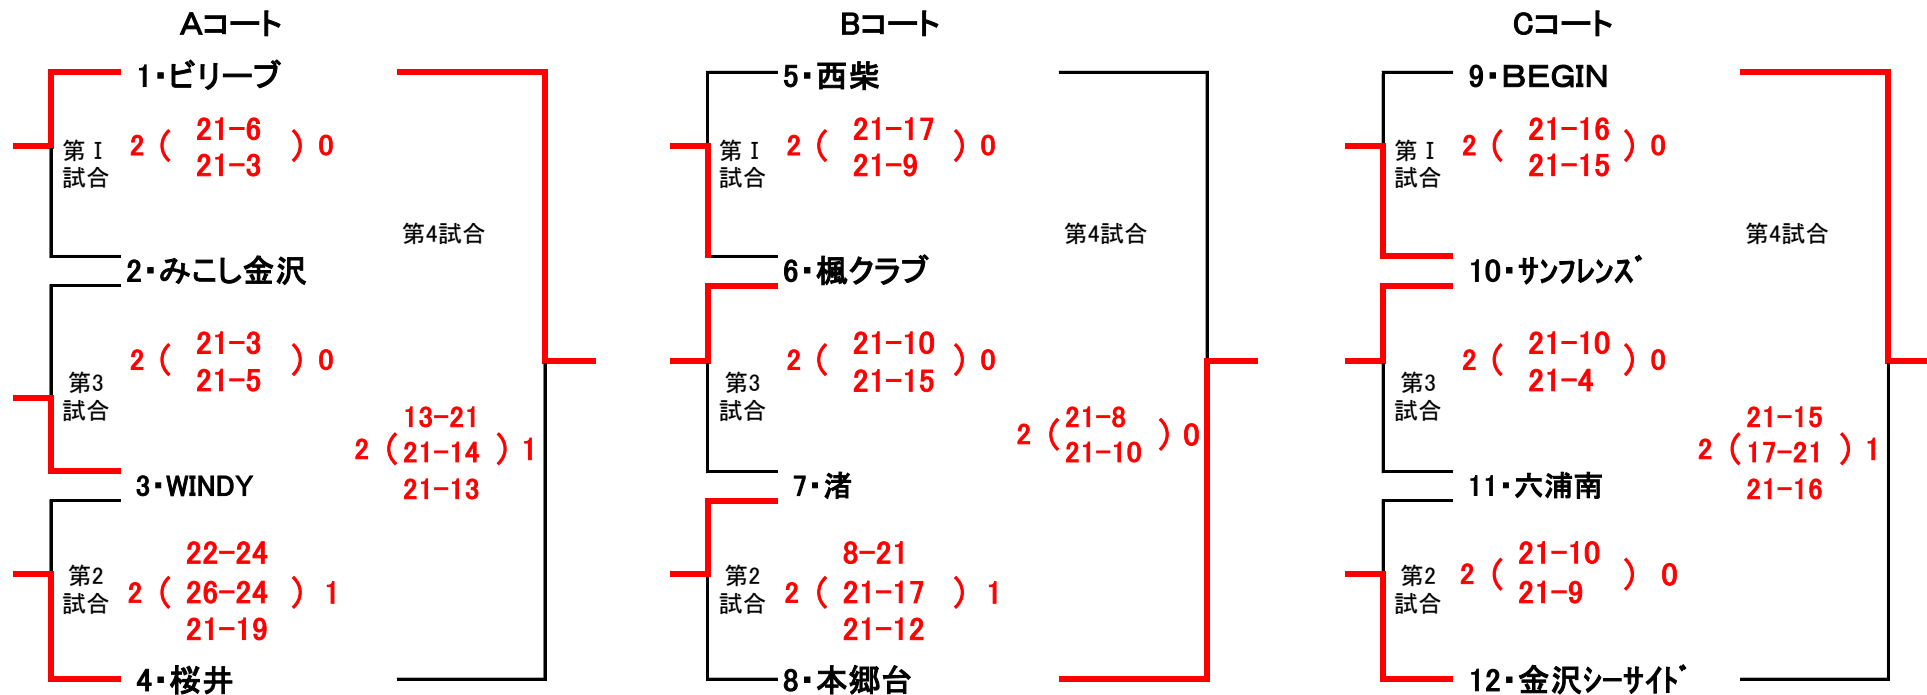 Aコート
1・ビリーブ
第Ⅰ
試合
2 ( 21-6 ) 0
21-3
第4試合
2・みこし金沢
第3
試合
2 ( 21-3 ) 0
21-5
13-21
2 ( 21-14 ) 1
21-13
3・WINDY
第2
試合
22-24
2 ( 26-24 ) 1
21-19
4・桜井
Bコート
5・西柴
第Ⅰ
試合
2 ( 21-17 ) 0
21-9
第4試合
6・楓クラブ
第3
試合
2 ( 21-10 ) 0
21-15
2 ( 21-8 ) 0
21-10
7・渚
第2
試合
8-21
2 ( 21-17 ) 1
21-12
8・本郷台
Cコート
9・BEGIN
第Ⅰ
試合
2 ( 21-16 ) 0
21-15
第4試合
10・サンフレンズ
第3
試合
2 ( 21-10 ) 0
21-4
21-15
2 ( 17-21 ) 1
21-16
11・六浦南
第2
試合
2 ( 21-10 ) 0
21-9
12・金沢シーサイド